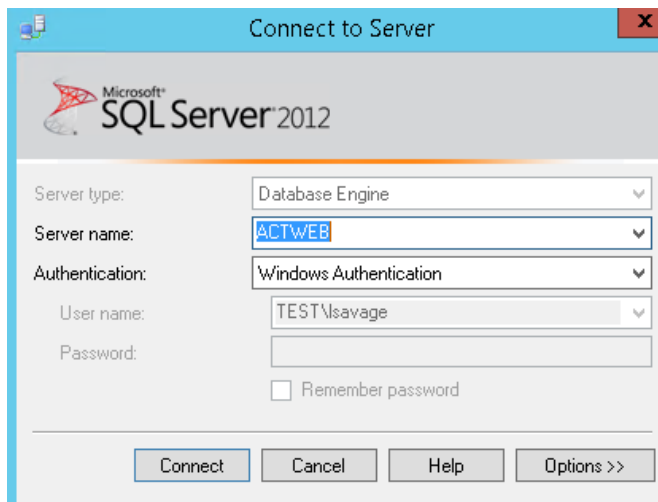 Connect to Server
x
Microsoft®
SQL Server® 2012
Server type: Database Engine
Server name: ACTWEB
Authentication: Windows Authentication
User name: TEST\lsavage
Password:
Remember password
Connect Cancel Help Options >>